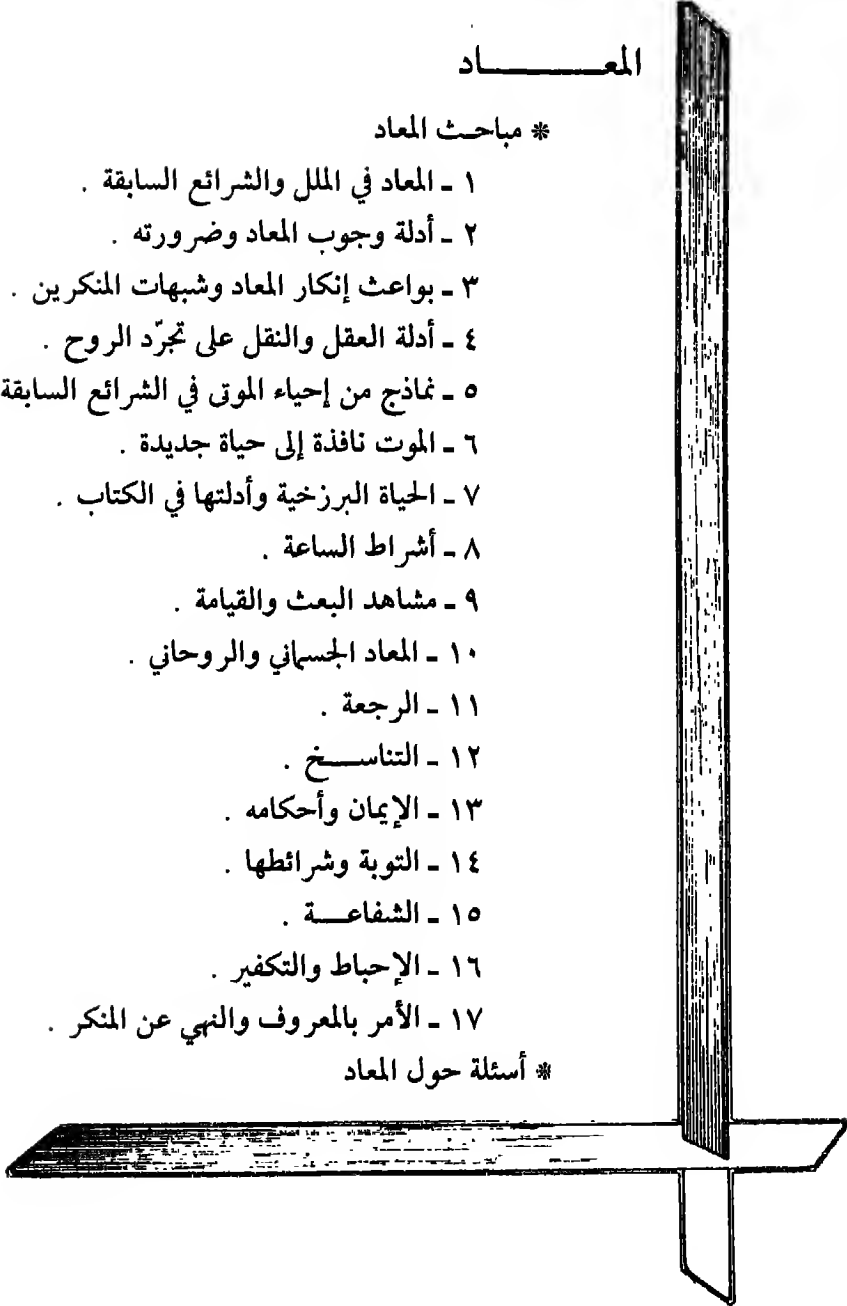 المعـــــــاد
* مباحـث المعاد
١ ـ المعاد في الملل والشرائع السابقة .
٢ ـ أدلة وجوب المعاد وضرورته .
٣ ـ بواعث إنكار المعاد وشبهات المنكرين .
٤ ـ أدلة العقل والنقل على تجرّد الروح .
٥ ـ نماذج من إحياء الموتى في الشرائع السابقة
٦ ـ الموت نافذة إلى حياة جديدة .
٧ ـ الحياة البرزخية وأدلتها في الكتاب .
٨ ـ أشراط الساعة .
٩ ـ مشاهد البعث والقيامة .
١٠ ـ المعاد الجسماني والروحاني .
١١ ـ الرجعة .
١٢ ـ التناســـخ .
١٣ ـ الإيمان وأحكامه .
١٤ ـ التوبة وشرائطها .
١٥ ـ الشفاعـــة .
١٦ ـ الإحباط والتكفير .
١٧ ـ الأمر بالمعروف والنهي عن المنكر .
* أسئلة حول المعاد